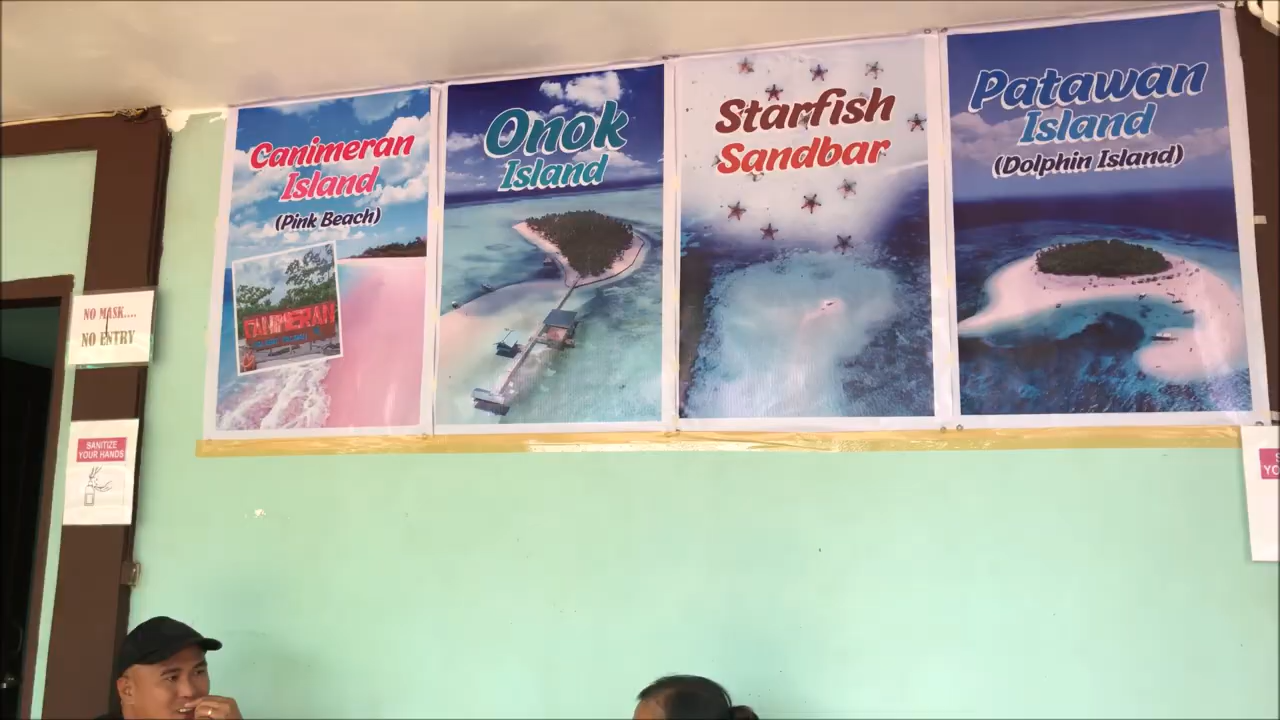 Canimeran
Island
(Pink Beach)
CANIMERAN
Onok
Island
Starfish
Sandbar
Patawan
Island
(Dolphin Island)
NO MASK....
NO ENTRY
SANITIZE
YOUR HANDS